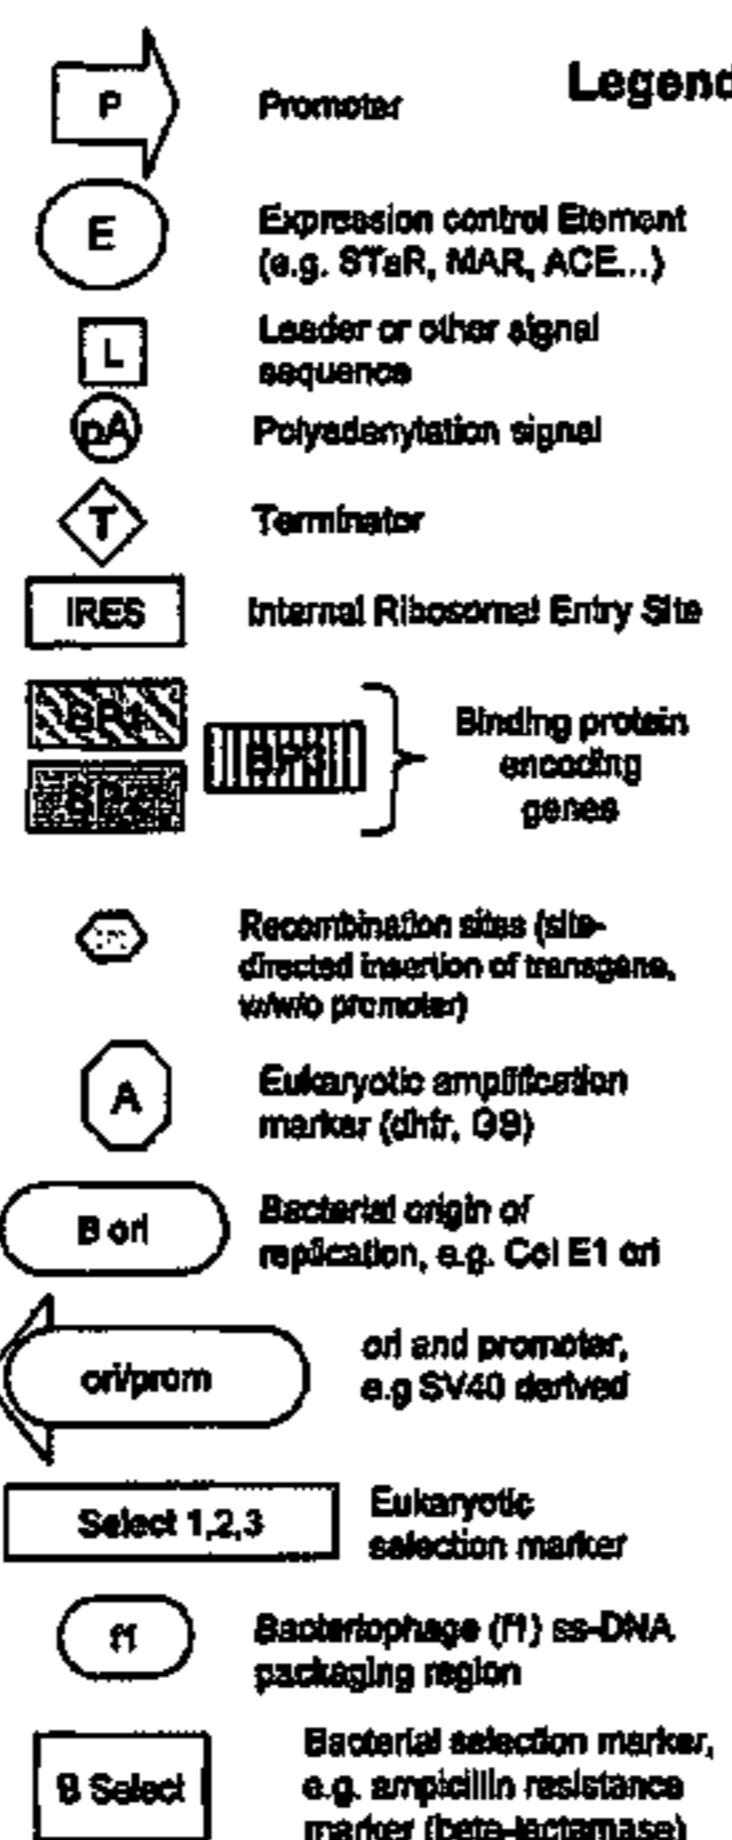 Legend
P Promoter
E Expression control Element
(e.g. STaR, MAR, ACE...)
L Leader or other signal
sequence
pA Polyadenylation signal
T Terminator
IRES Internal Ribosomal Entry Site
BP1
BP2
BP3
Binding protein
encoding
genes
Recombination sites (site-
directed insertion of transgene,
w/w/o promoter)
A Eukaryotic amplification
marker (dhfr, GS)
B ori Bacterial origin of
replication, e.g. Col E1 ori
ori/prom ori and promoter,
e.g SV40 derived
Select 1,2,3 Eukaryotic
selection marker
f1 Bacteriophage (f1) ss-DNA
packaging region
B Select Bacterial selection marker,
e.g. ampicillin resistance
marker (beta-lactamase)